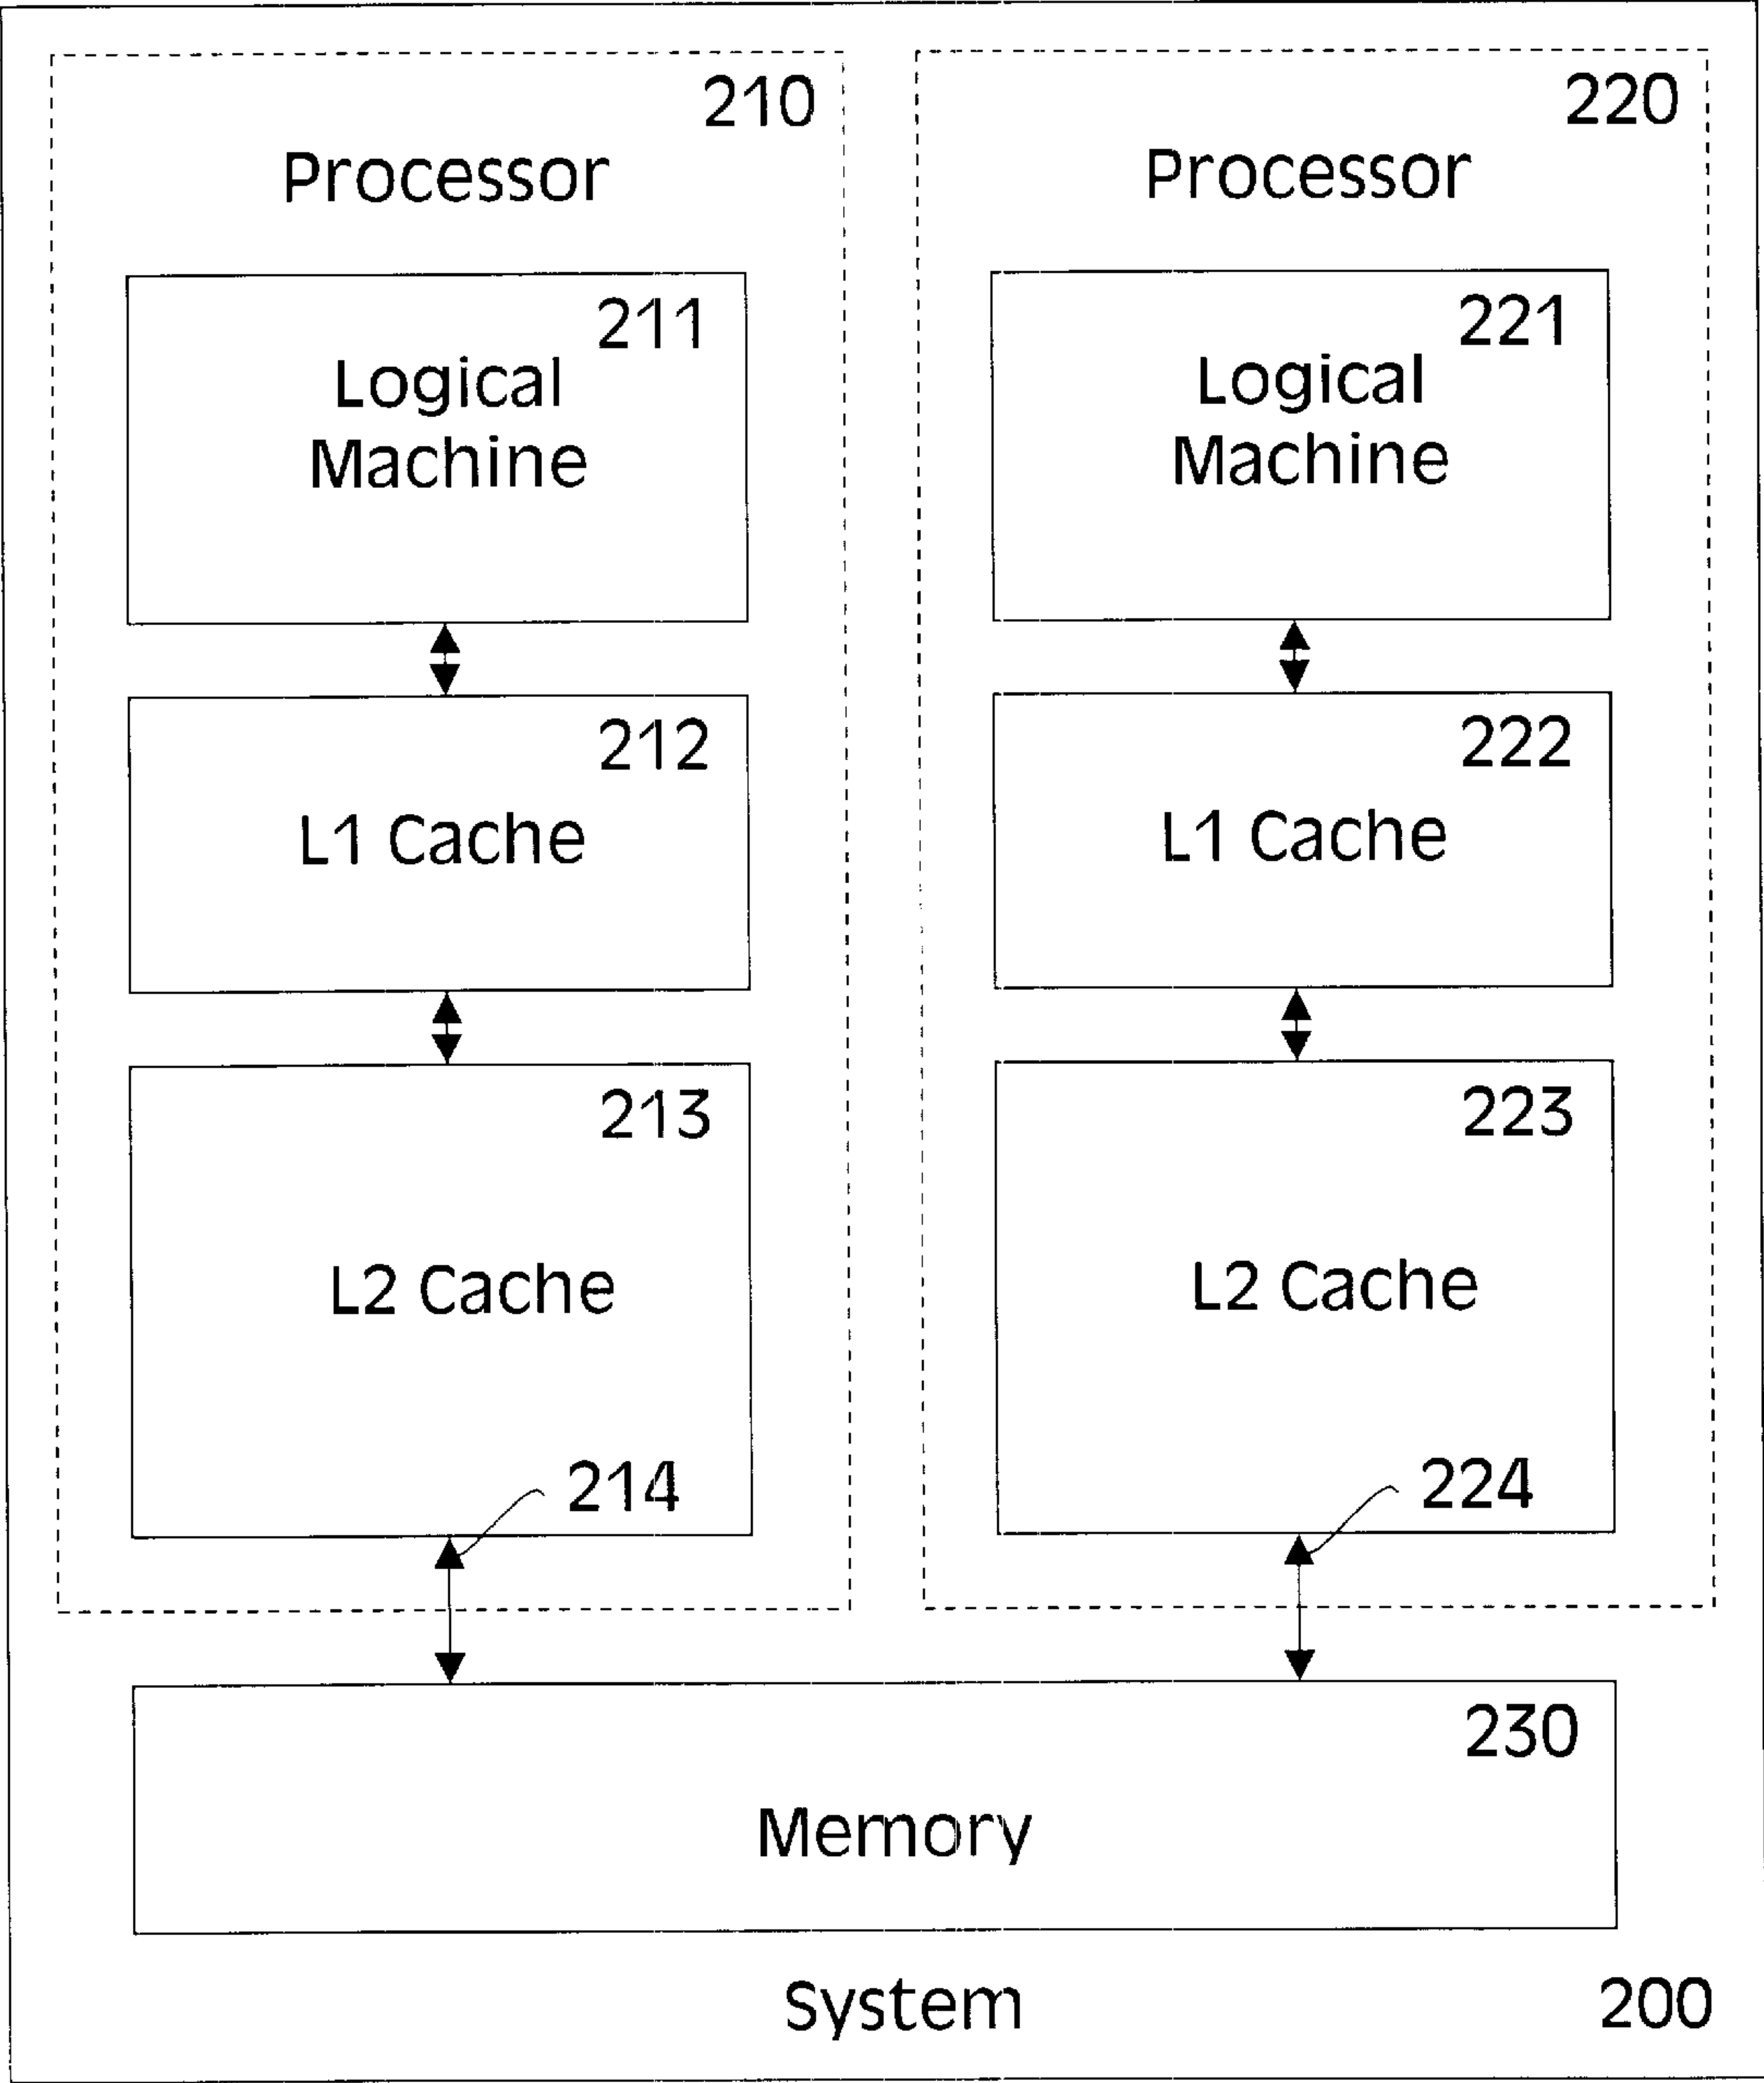 210
Processor
211
Logical
Machine
212
L1 Cache
213
L2 Cache
214
220
Processor
221
Logical
Machine
222
L1 Cache
223
L2 Cache
224
230
Memory
System
200